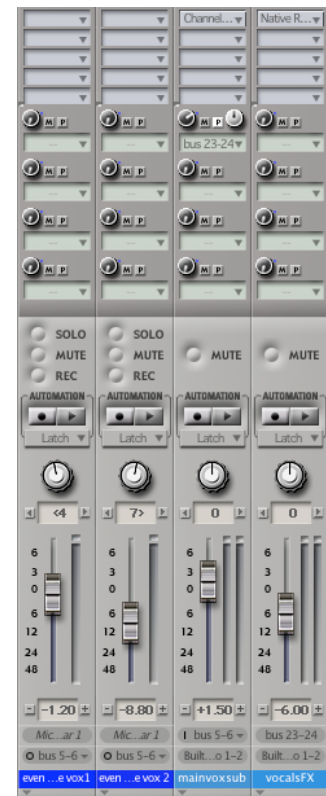 Channel... Native R...
M P M P M P M P
-- -- bus 23-24 --
M P M P M P M P
-- -- -- --
M P M P M P M P
-- -- -- --
M P M P M P M P
-- -- -- --
SOLO SOLO
MUTE MUTE MUTE MUTE
REC REC
AUTOMATION AUTOMATION AUTOMATION AUTOMATION
Latch Latch Latch Latch
<4 7> 0 0
6 6 6 6
3 3 3 3
0 0 0 0
6 6 6 6
12 12 12 12
24 24 24 24
48 48 48 48
-1.20 -8.80 +1.50 -6.00
Mic...ar 1 Mic...ar 1 I bus 5-6 bus 23-24
O bus 5-6 O bus 5-6 Built...o 1-2 Built...o 1-2
even ...e vox1 even ...e vox 2 mainvoxsub vocalsFX